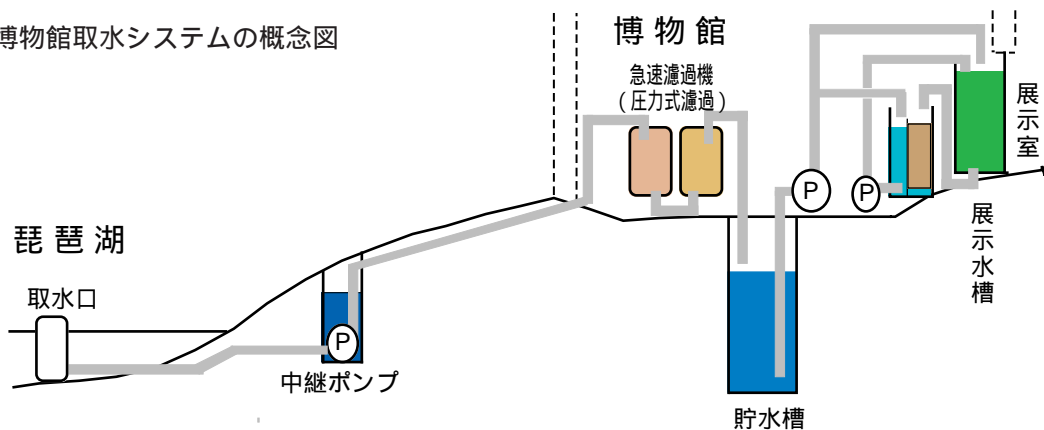 博物館取水システムの概念図
博物館
急速濾過機
（圧力式濾過）
展示室
P
P
展示水槽
琵琶湖
取水口
P
中継ポンプ
貯水槽